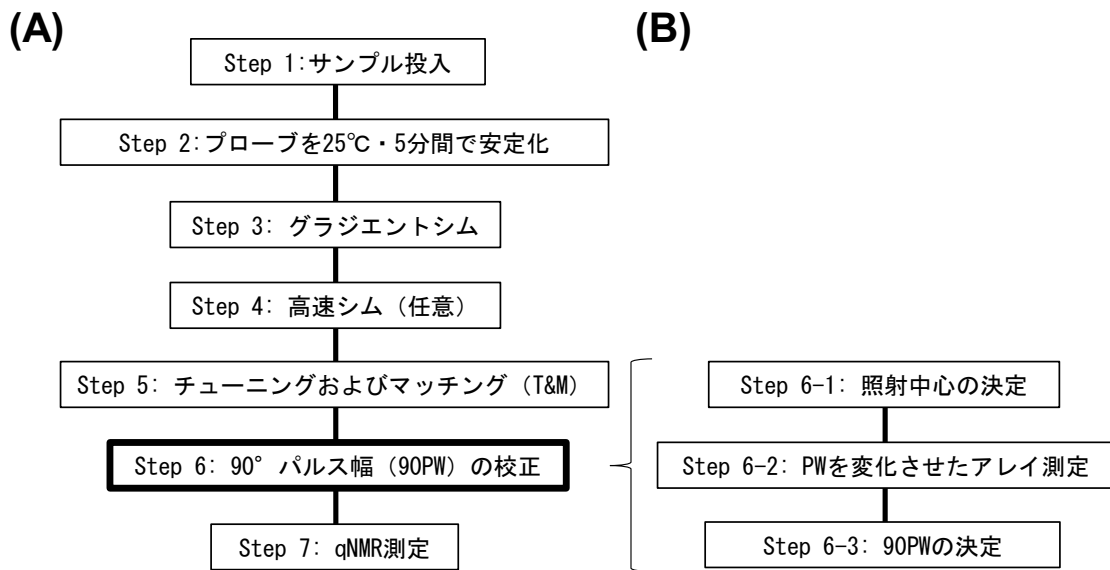 (A)
Step 1:サンプル投入
Step 2:プローブを25℃・5分間で安定化
Step 3: グラジエントシム
Step 4: 高速シム（任意）
Step 5: チューニングおよびマッチング（T&M）
Step 6: 90°パルス幅（90PW）の校正
Step 7: qNMR測定
(B)
Step 6-1: 照射中心の決定
Step 6-2: PWを変化させたアレイ測定
Step 6-3: 90PWの決定